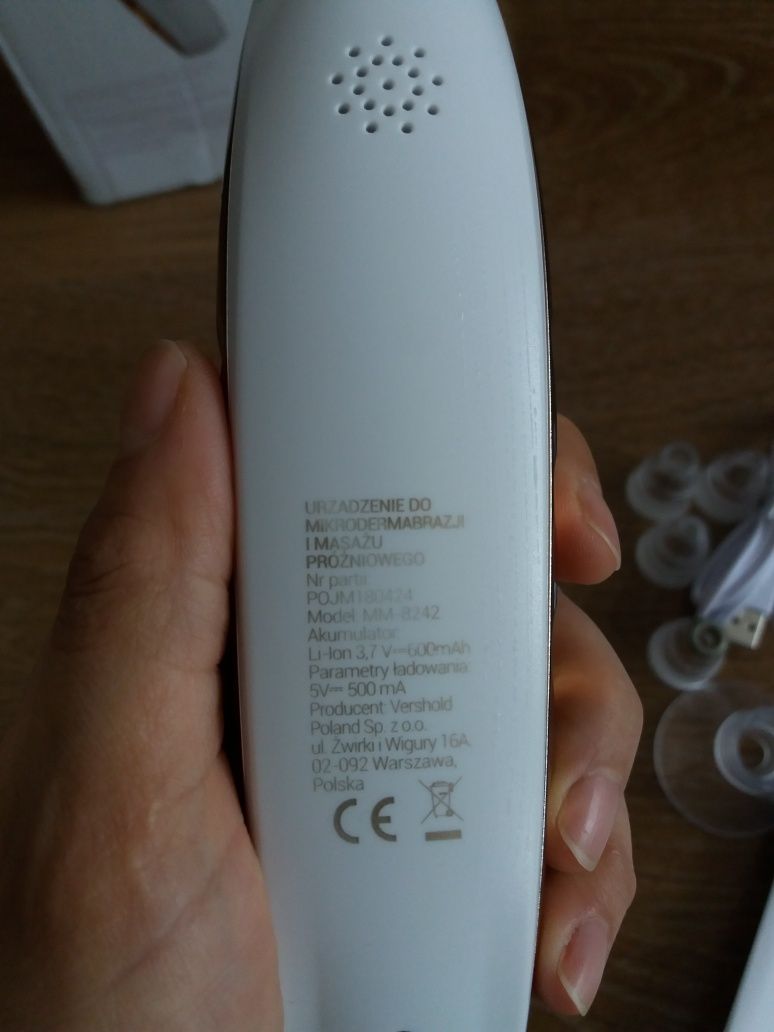 URZĄDZENIE DO
MIKRODERMABRAZJI
I MASAŻU
PRÓŻNIOWEGO
Nr partii:
POJM180424
Model: MM-8242
Akumulator:
Li-Ion 3,7 V⎓600mAh
Parametry ładowania:
5V⎓ 500 mA
Producent: Vershold
Poland Sp. z o.o.
ul. Żwirki i Wigury 16A,
02-092 Warszawa,
Polska
CE